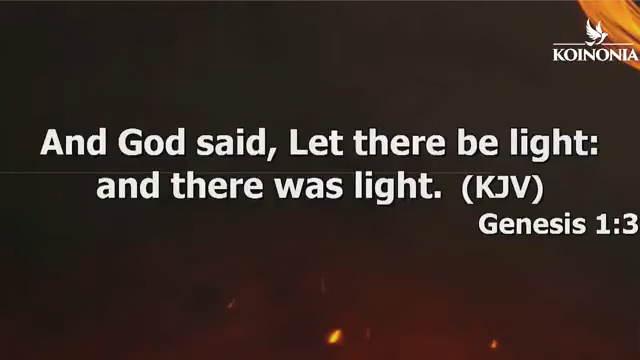 KOINONIA
And God said, Let there be light:
and there was light. (KJV)
Genesis 1:3